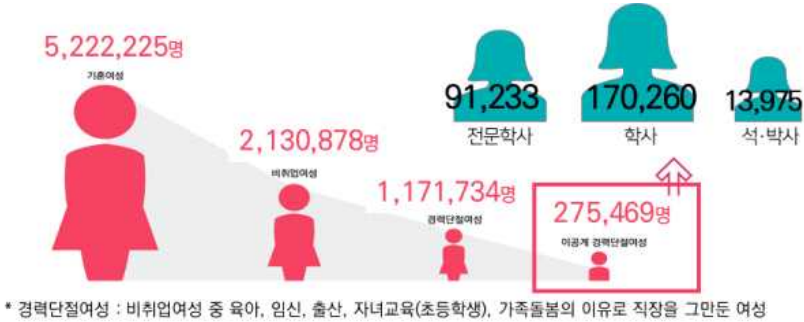 5,222,225명
기혼여성
2,130,878명
비취업여성
1,171,734명
경력단절여성
275,469명
이공계 경력단절여성
91,233
전문학사
170,260
학사
13,975
석·박사
* 경력단절여성 : 비취업여성 중 육아, 임신, 출산, 자녀교육(초등학생), 가족돌봄의 이유로 직장을 그만둔 여성